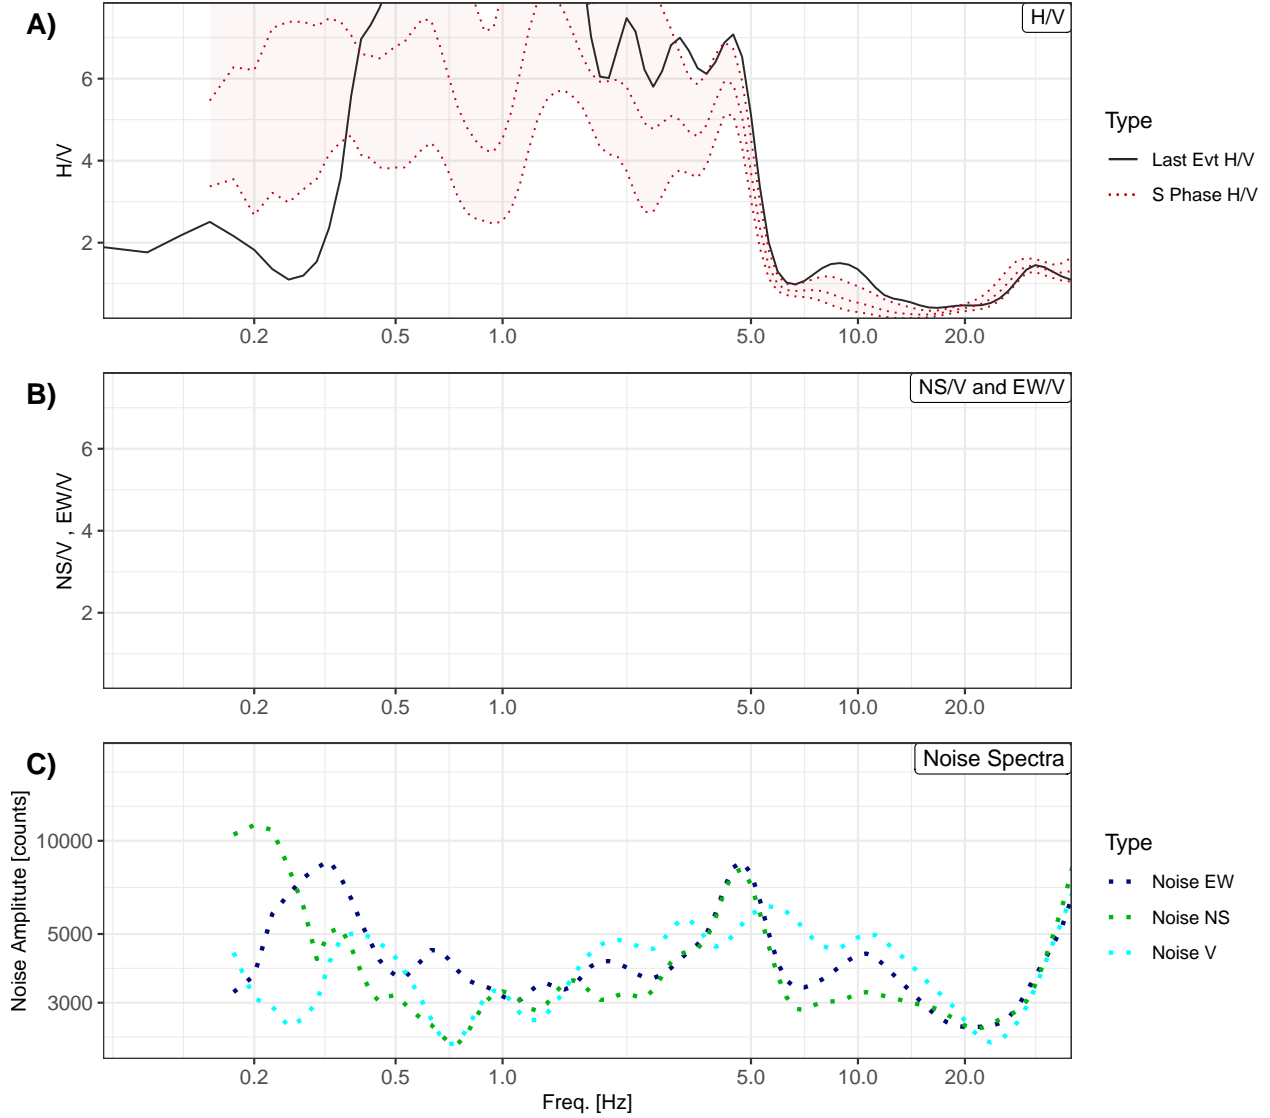 A)
H/V
H/V
6
4
2
0.2 0.5 1.0 5.0 10.0 20.0
Type
Last Evt H/V
S Phase H/V
B)
NS/V and EW/V
NS/V , EW/V
6
4
2
0.2 0.5 1.0 5.0 10.0 20.0
C)
Noise Spectra
Noise Amplitute [counts]
10000
5000
3000
0.2 0.5 1.0 5.0 10.0 20.0
Freq. [Hz]
Type
Noise EW
Noise NS
Noise V